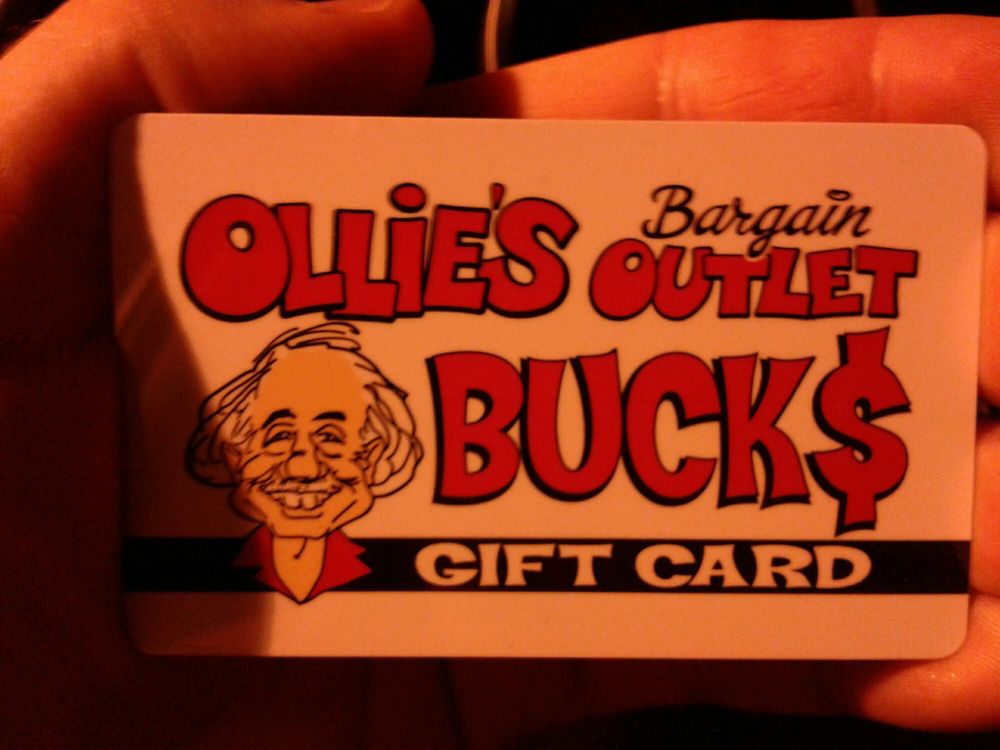 OLLiE'S Bargain OUTLET
BUCK$
GIFT CARD